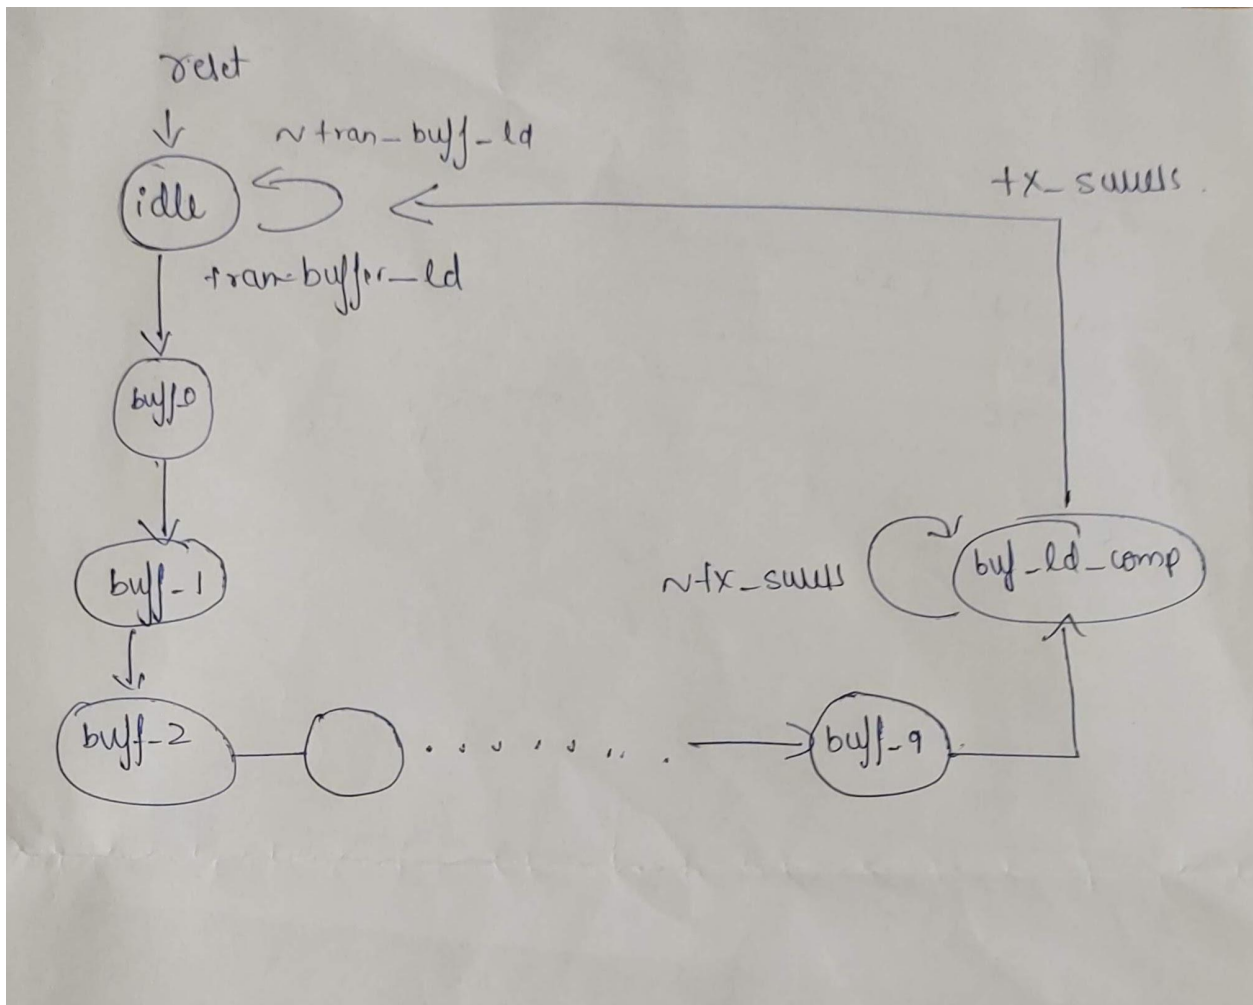 reset
~tran_buff_ld
tx_success
idle
tran_buffer_ld
buff_0
buff_1
buf_ld_comp
~tx_success
buff_2
buff_9